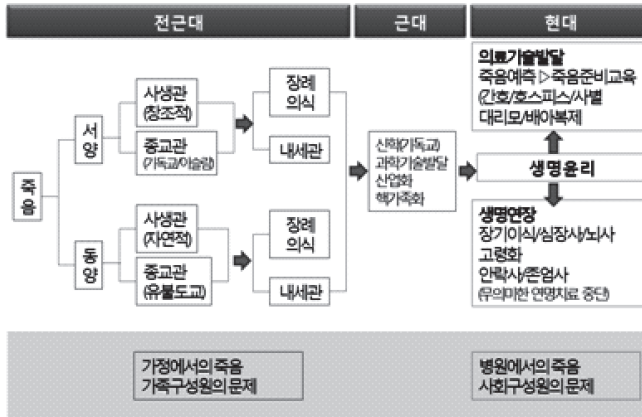 전근대
근대
현대
죽음
서양
사생관
(창조적)
종교관
(기독교/이슬람)
장례
의식
내세관
동양
사생관
(자연적)
종교관
(유불도교)
장례
의식
내세관
신학(기독교)
과학기술발달
산업화
핵가족화
의료기술발달
죽음예측▷죽음준비교육
(간호/호스피스/사별
대리모/배아복제
생명윤리
생명연장
장기이식/심장사/뇌사
고령화
안락사/존엄사
(무의미한 연명치료 중단)
가정에서의 죽음
가족구성원의 문제
병원에서의 죽음
사회구성원의 문제